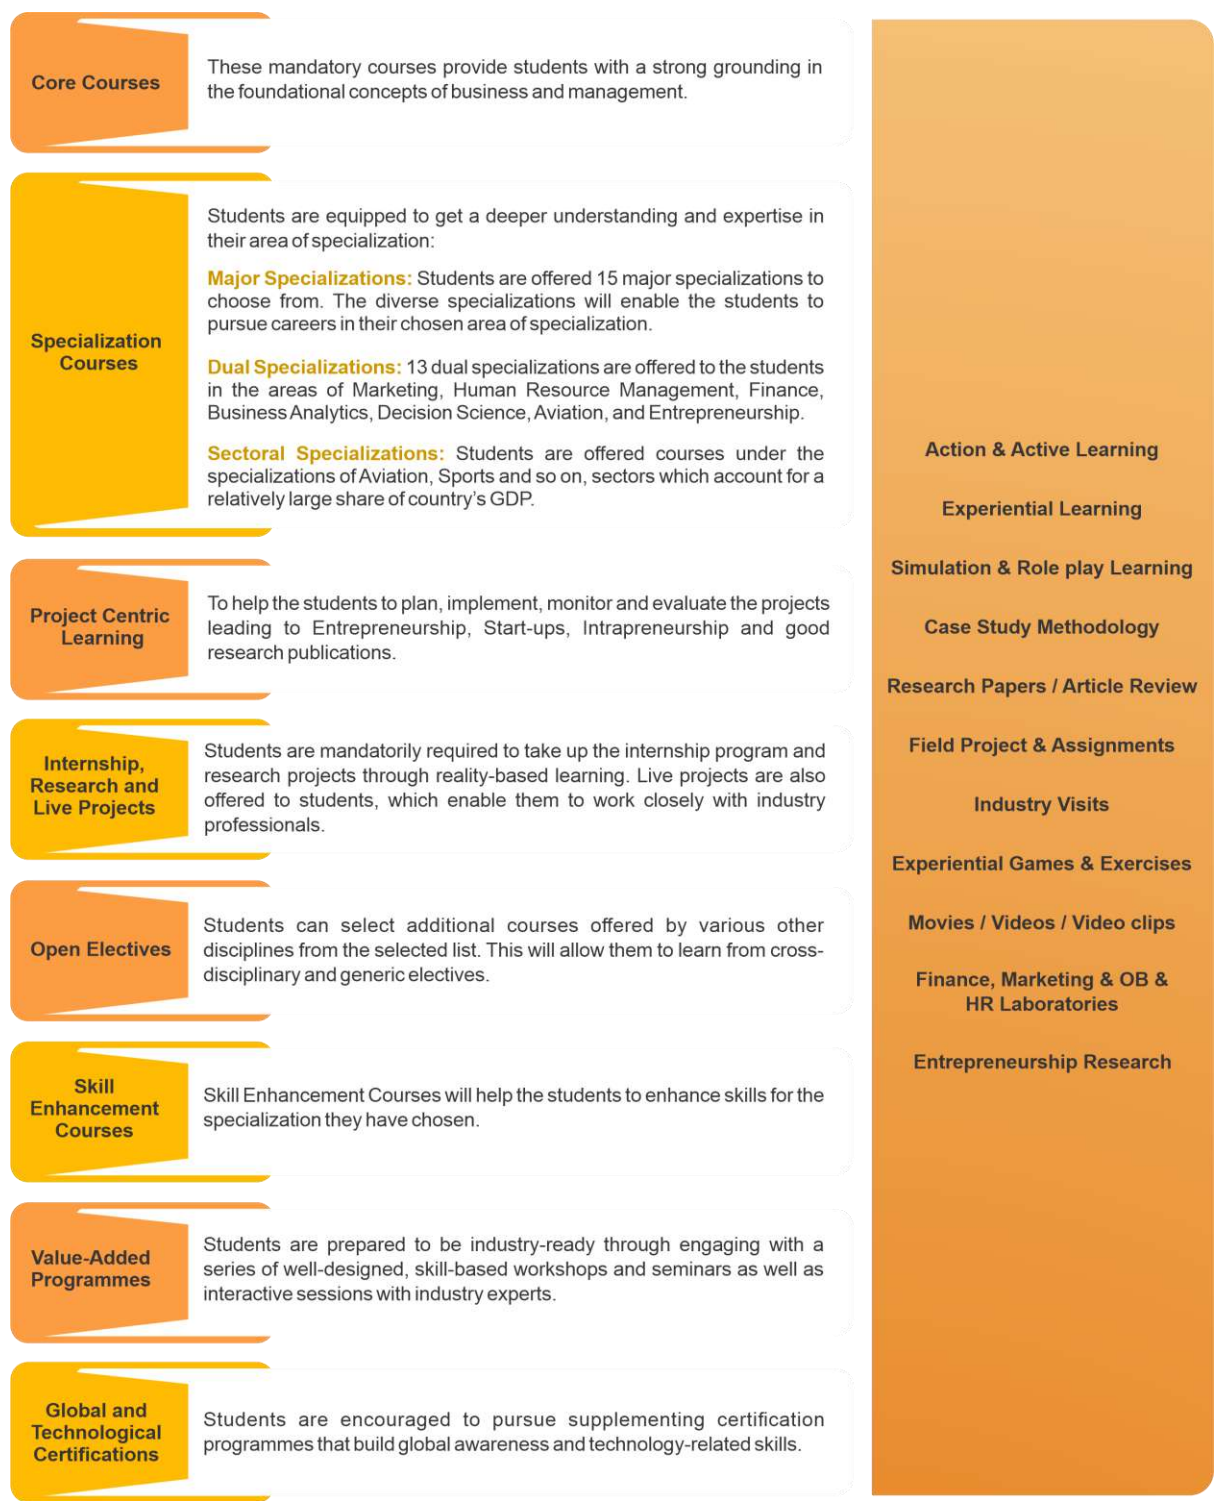 Core Courses
These mandatory courses provide students with a strong grounding in
the foundational concepts of business and management.
Specialization
Courses
Students are equipped to get a deeper understanding and expertise in
their area of specialization:
Major Specializations: Students are offered 15 major specializations to
choose from. The diverse specializations will enable the students to
pursue careers in their chosen area of specialization.
Dual Specializations: 13 dual specializations are offered to the students
in the areas of Marketing, Human Resource Management, Finance,
Business Analytics, Decision Science, Aviation, and Entrepreneurship.
Sectoral Specializations: Students are offered courses under the
specializations of Aviation, Sports and so on, sectors which account for a
relatively large share of country's GDP.
Project Centric
Learning
To help the students to plan, implement, monitor and evaluate the projects
leading to Entrepreneurship, Start-ups, Intrapreneurship and good
research publications.
Internship,
Research and
Live Projects
Students are mandatorily required to take up the internship program and
research projects through reality-based learning. Live projects are also
offered to students, which enable them to work closely with industry
professionals.
Open Electives
Students can select additional courses offered by various other
disciplines from the selected list. This will allow them to learn from cross-
disciplinary and generic electives.
Skill
Enhancement
Courses
Skill Enhancement Courses will help the students to enhance skills for the
specialization they have chosen.
Value-Added
Programmes
Students are prepared to be industry-ready through engaging with a
series of well-designed, skill-based workshops and seminars as well as
interactive sessions with industry experts.
Global and
Technological
Certifications
Students are encouraged to pursue supplementing certification
programmes that build global awareness and technology-related skills.
Action & Active Learning
Experiential Learning
Simulation & Role play Learning
Case Study Methodology
Research Papers / Article Review
Field Project & Assignments
Industry Visits
Experiential Games & Exercises
Movies / Videos / Video clips
Finance, Marketing & OB &
HR Laboratories
Entrepreneurship Research